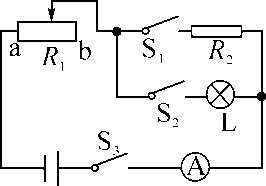 a R₁ b S₁ R₂
S₂ L
S₃ A